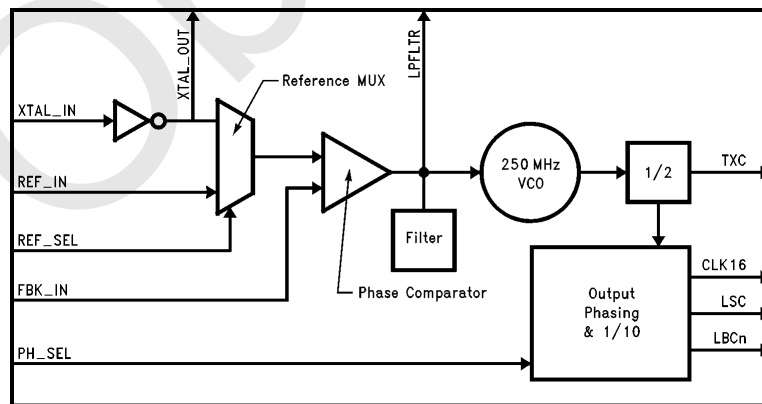 XTAL_OUT
LPFLTR
Reference MUX
XTAL_IN
250 MHz
VCO
1/2
TXC
REF_IN
Filter
REF_SEL
CLK16
Output
Phasing
& 1/10
LSC
FBK_IN
Phase Comparator
LBCn
PH_SEL